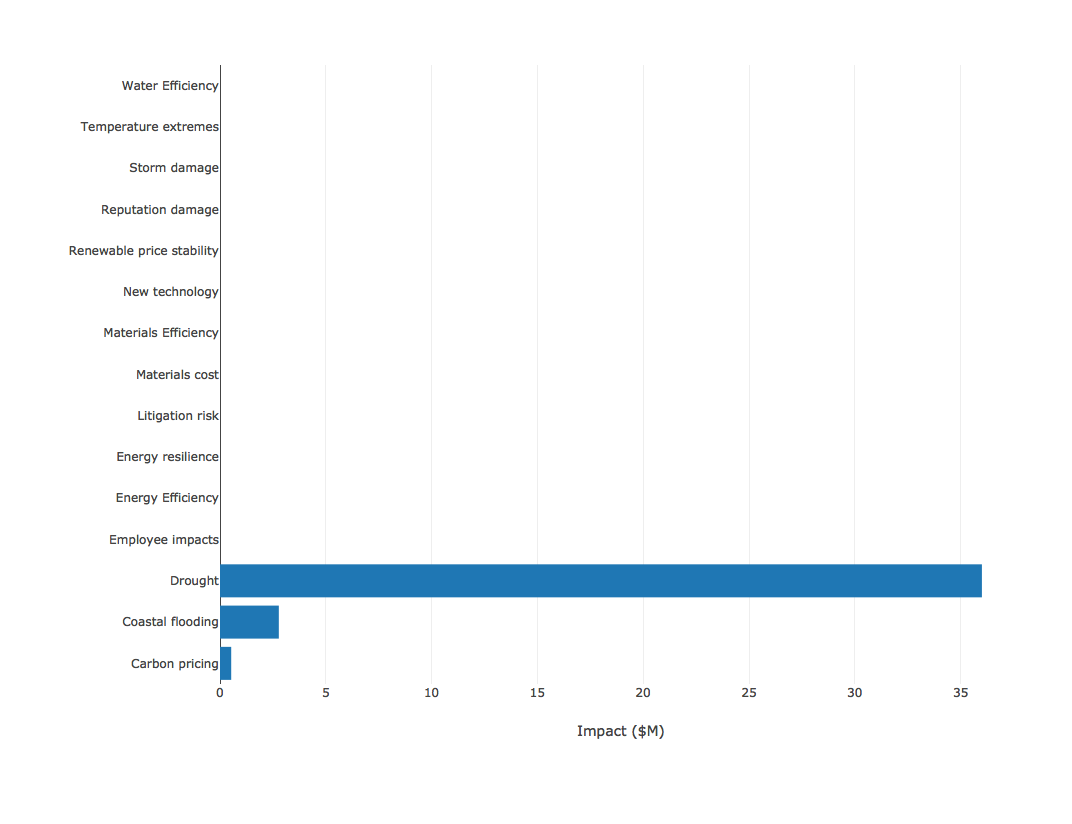 Water Efficiency
Temperature extremes
Storm damage
Reputation damage
Renewable price stability
New technology
Materials Efficiency
Materials cost
Litigation risk
Energy resilience
Energy Efficiency
Employee impacts
Drought
Coastal flooding
Carbon pricing
0 5 10 15 20 25 30 35
Impact ($M)